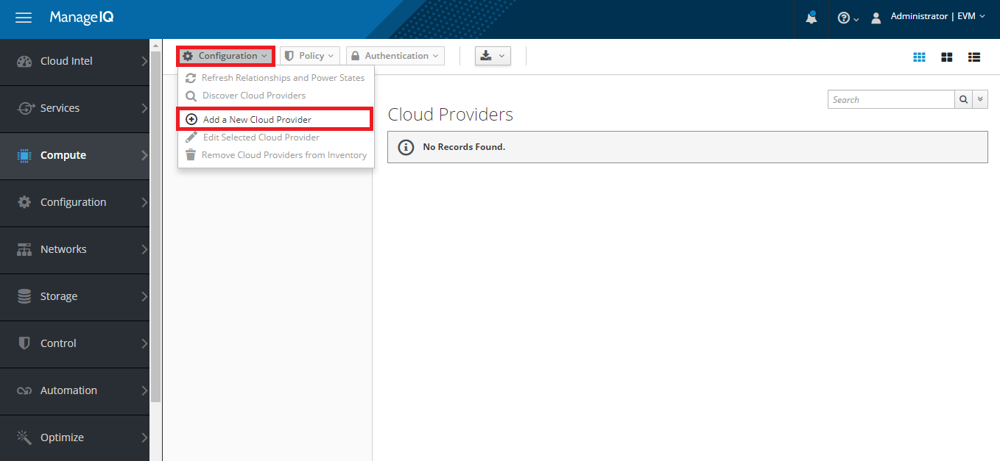 ManageIQ
Administrator | EVM
Cloud Intel
Services
Compute
Configuration
Networks
Storage
Control
Automation
Optimize
Configuration
Policy
Authentication
Refresh Relationships and Power States
Discover Cloud Providers
Add a New Cloud Provider
Edit Selected Cloud Provider
Remove Cloud Providers from Inventory
Search
Cloud Providers
No Records Found.